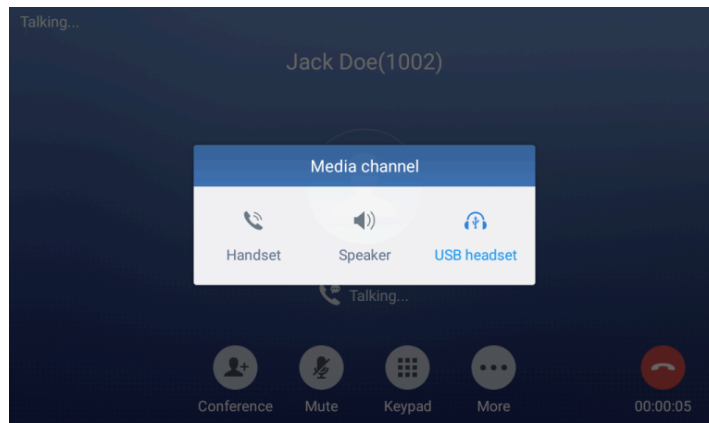 Talking...
Jack Doe(1002)
Media channel
Handset Speaker USB headset
Talking...
Conference Mute Keypad More 00:00:05